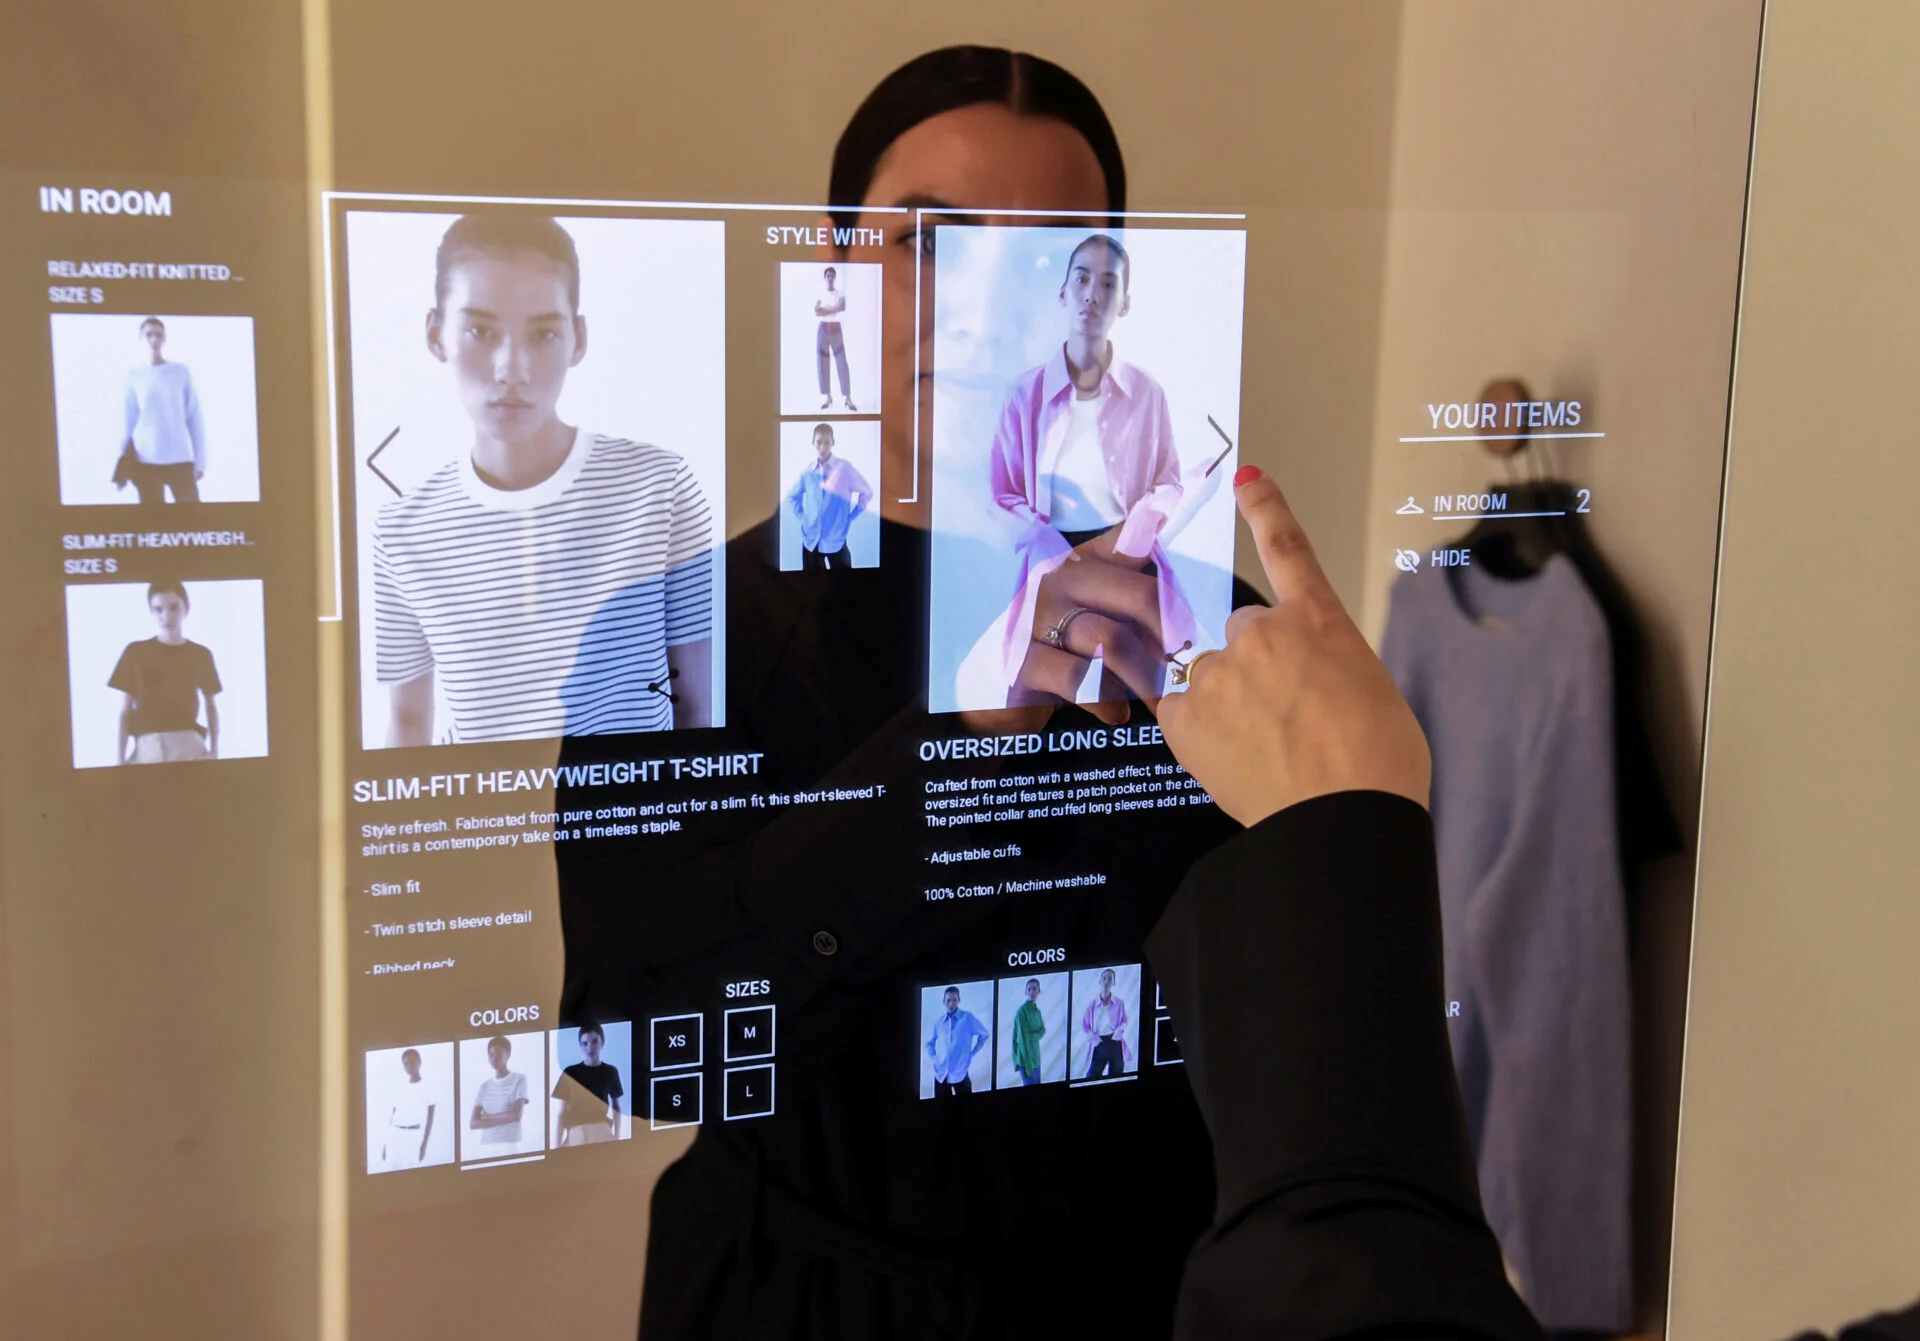 IN ROOM
RELAXED-FIT KNITTED ...
SIZE S
SLIM-FIT HEAVYWEIGH...
SIZE S
STYLE WITH
SLIM-FIT HEAVYWEIGHT T-SHIRT
Style refresh. Fabricated from pure cotton and cut for a slim fit, this short-sleeved T-
shirt is a contemporary take on a timeless staple.
- Slim fit
- Twin stitch sleeve detail
- Ribbed neck
COLORS
SIZES
XS
M
S
L
OVERSIZED LONG
Crafted from cotton with a washed effect, this
oversized fit and features a patch pocket on the
The pointed collar and cuffed long sleeves add a
- Adjustable cuffs
100% Cotton / Machine washable
COLORS
YOUR ITEMS
IN ROOM 2
HIDE